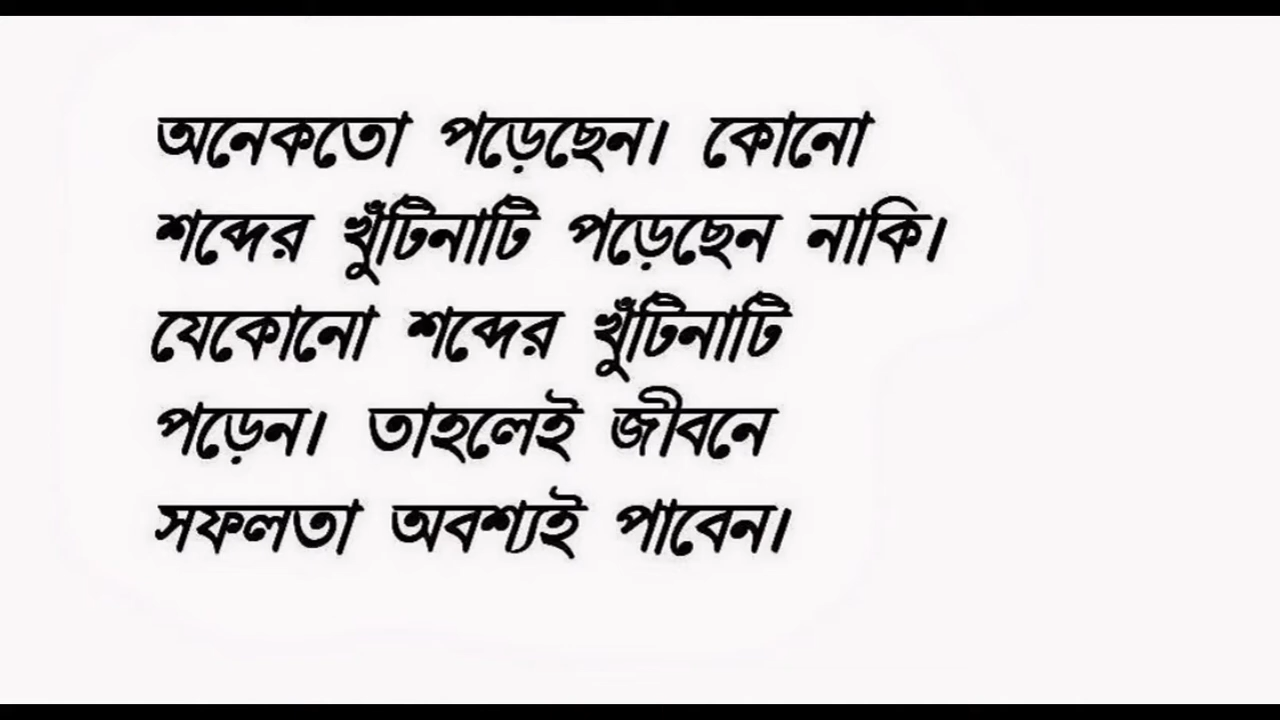 অনেকতো পড়েছেন। কোনো
শব্দের খুঁটিনাটি পড়েছেন নাকি।
যেকোনো শব্দের খুঁটিনাটি
পড়েন। তাহলেই জীবনে
সফলতা অবশ্যই পাবেন।